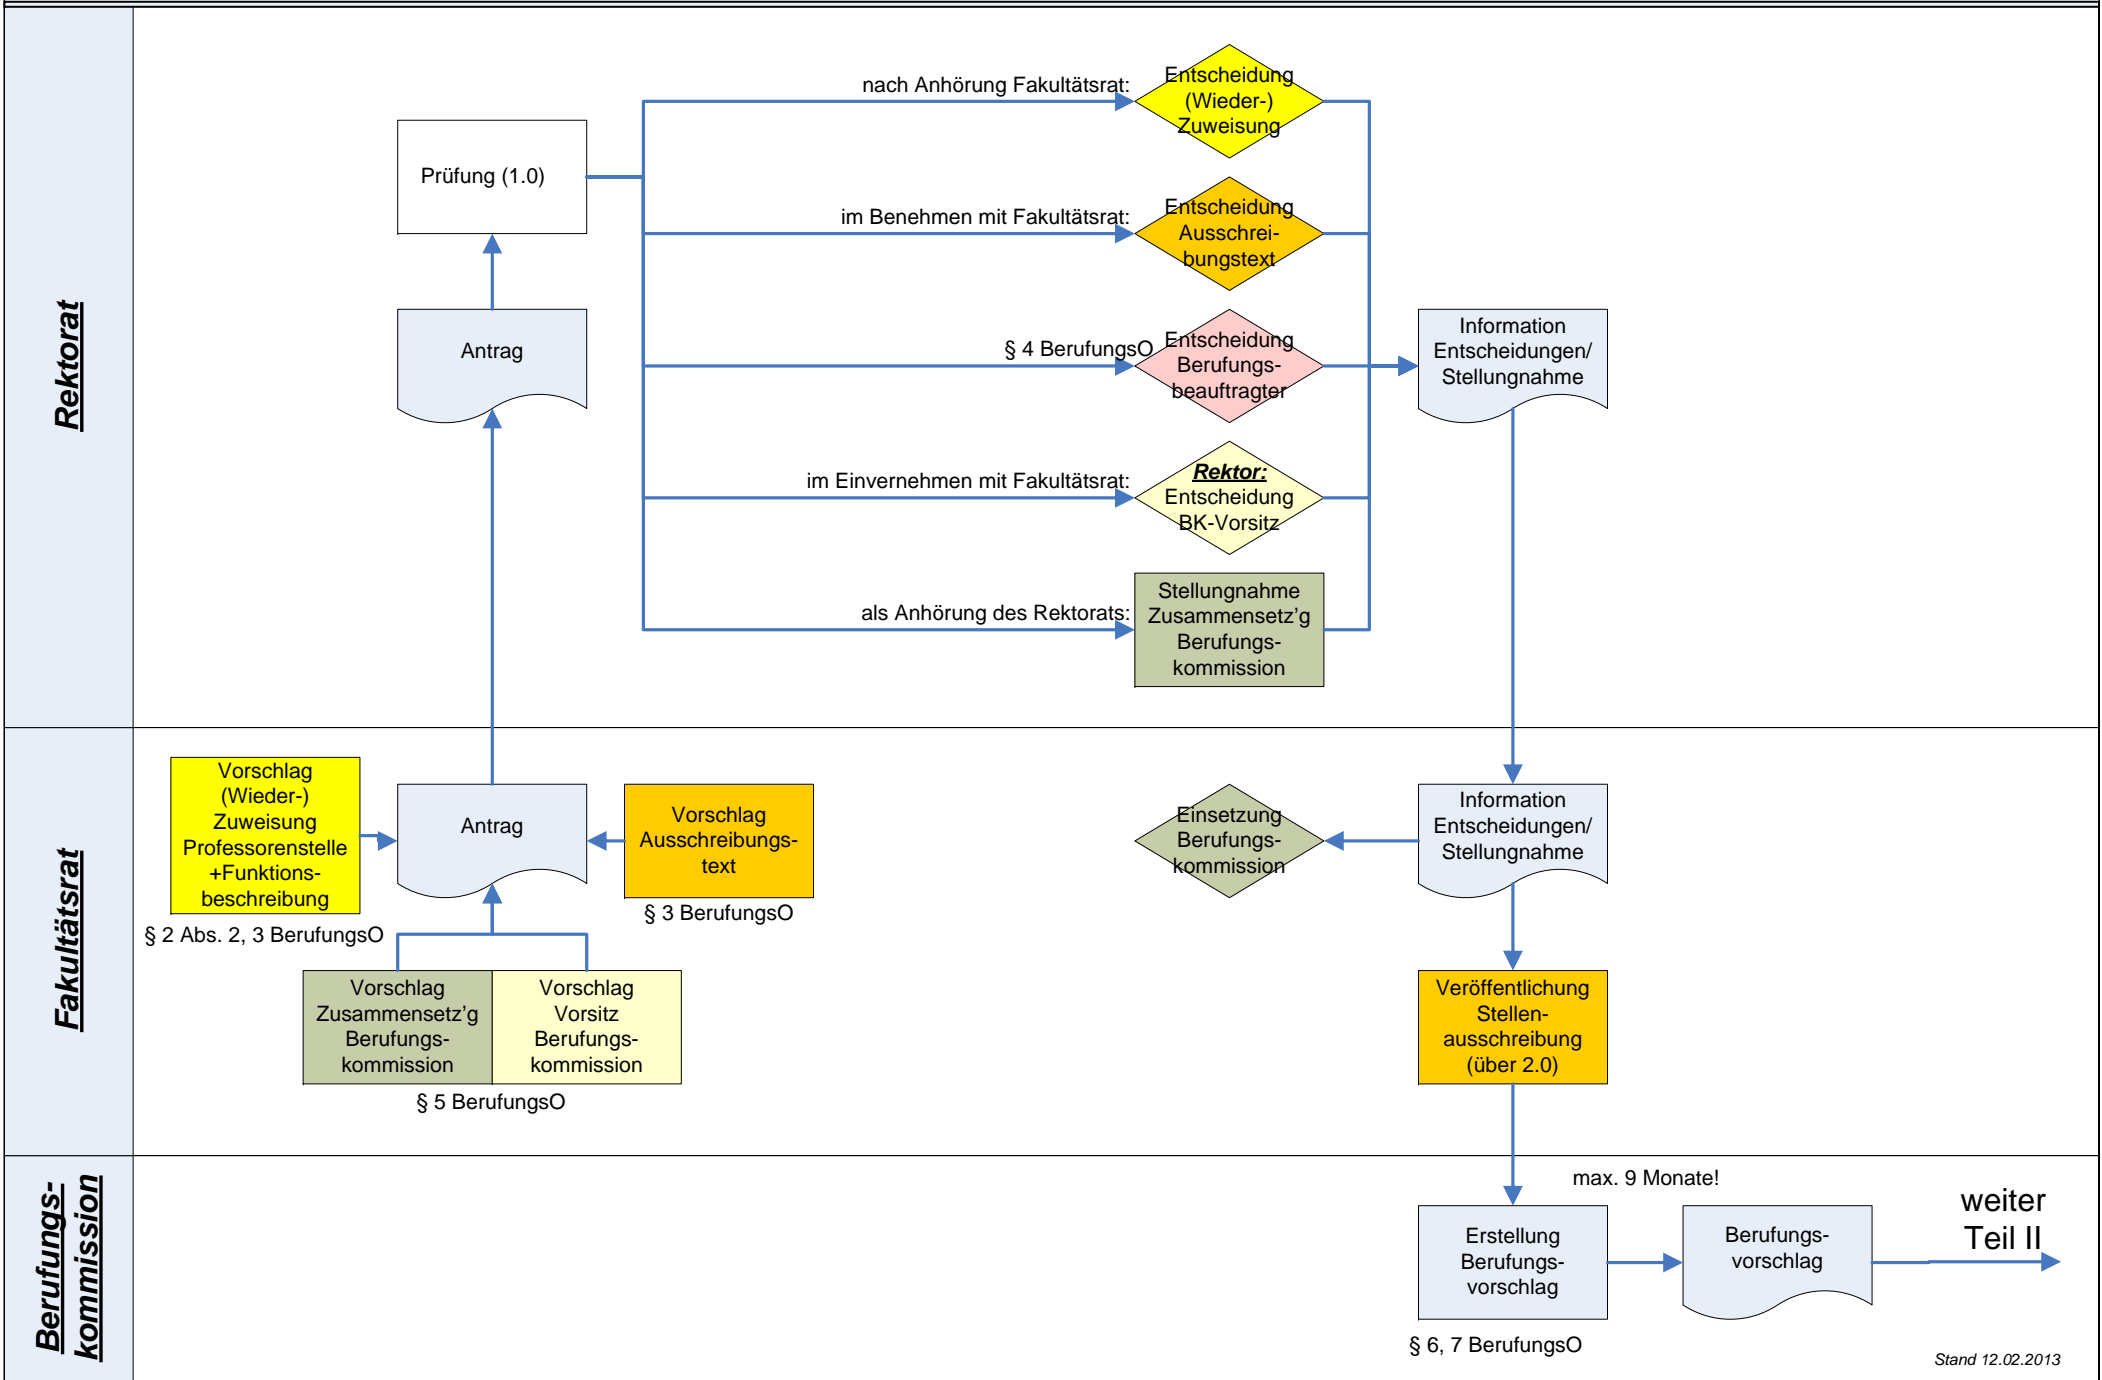 Rektorat
nach Anhörung Fakultätsrat:
Entscheidung
(Wieder-)
Zuweisung
Prüfung (1.0)
im Benehmen mit Fakultätsrat:
Entscheidung
Ausschrei-
bungstext
Antrag
§ 4 BerufungsO
Entscheidung
Berufungs-
beauftragter
Information
Entscheidungen/
Stellungnahme
im Einvernehmen mit Fakultätsrat:
Rektor:
Entscheidung
BK-Vorsitz
als Anhörung des Rektorats:
Stellungnahme
Zusammensetz’g
Berufungs-
kommission
Fakultätsrat
Vorschlag
(Wieder-)
Zuweisung
Professorenstelle
+Funktions-
beschreibung
§ 2 Abs. 2, 3 BerufungsO
Antrag
Vorschlag
Ausschreibungs-
text
§ 3 BerufungsO
Einsetzung
Berufungs-
kommission
Information
Entscheidungen/
Stellungnahme
Vorschlag
Zusammensetz’g
Berufungs-
kommission
Vorschlag
Vorsitz
Berufungs-
kommission
§ 5 BerufungsO
Veröffentlichung
Stellen-
ausschreibung
(über 2.0)
Berufungs-
kommission
max. 9 Monate!
Erstellung
Berufungs-
vorschlag
§ 6, 7 BerufungsO
Berufungs-
vorschlag
weiter
Teil II
Stand 12.02.2013